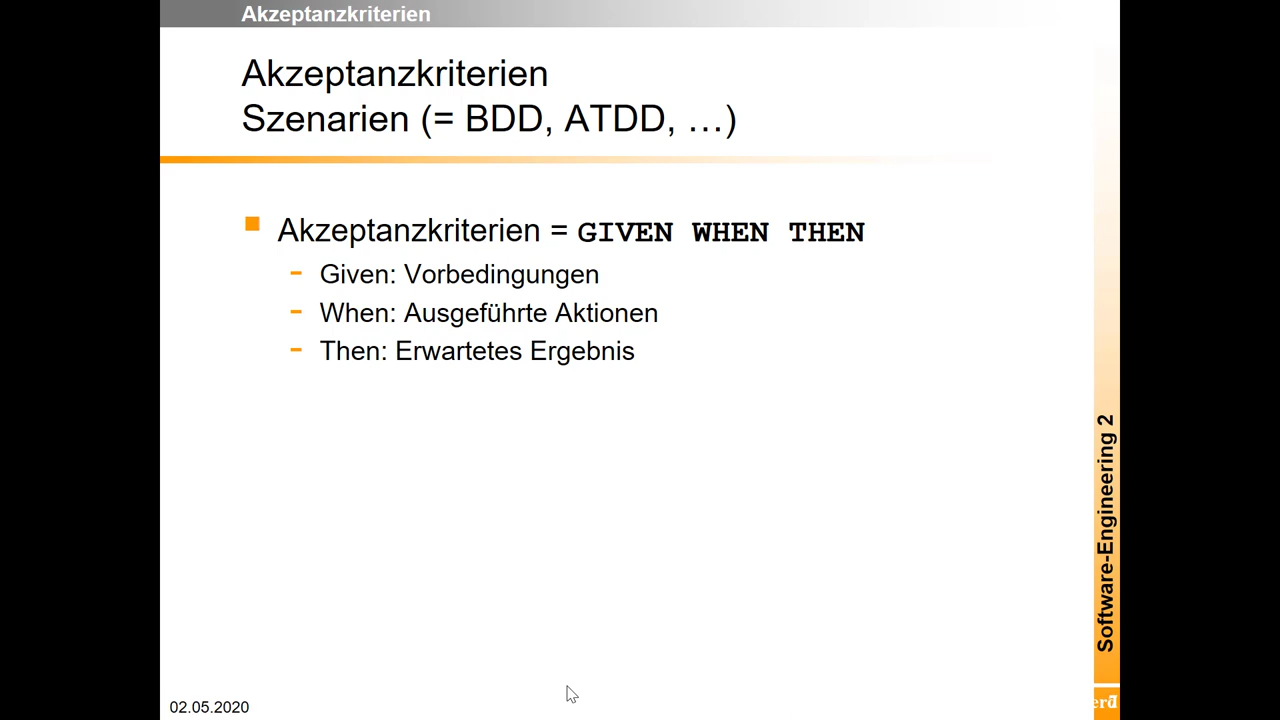 Akzeptanzkriterien
Akzeptanzkriterien
Szenarien (= BDD, ATDD, …)
Akzeptanzkriterien = GIVEN WHEN THEN
- Given: Vorbedingungen
- When: Ausgeführte Aktionen
- Then: Erwartetes Ergebnis
Software-Engineering 2
02.05.2020